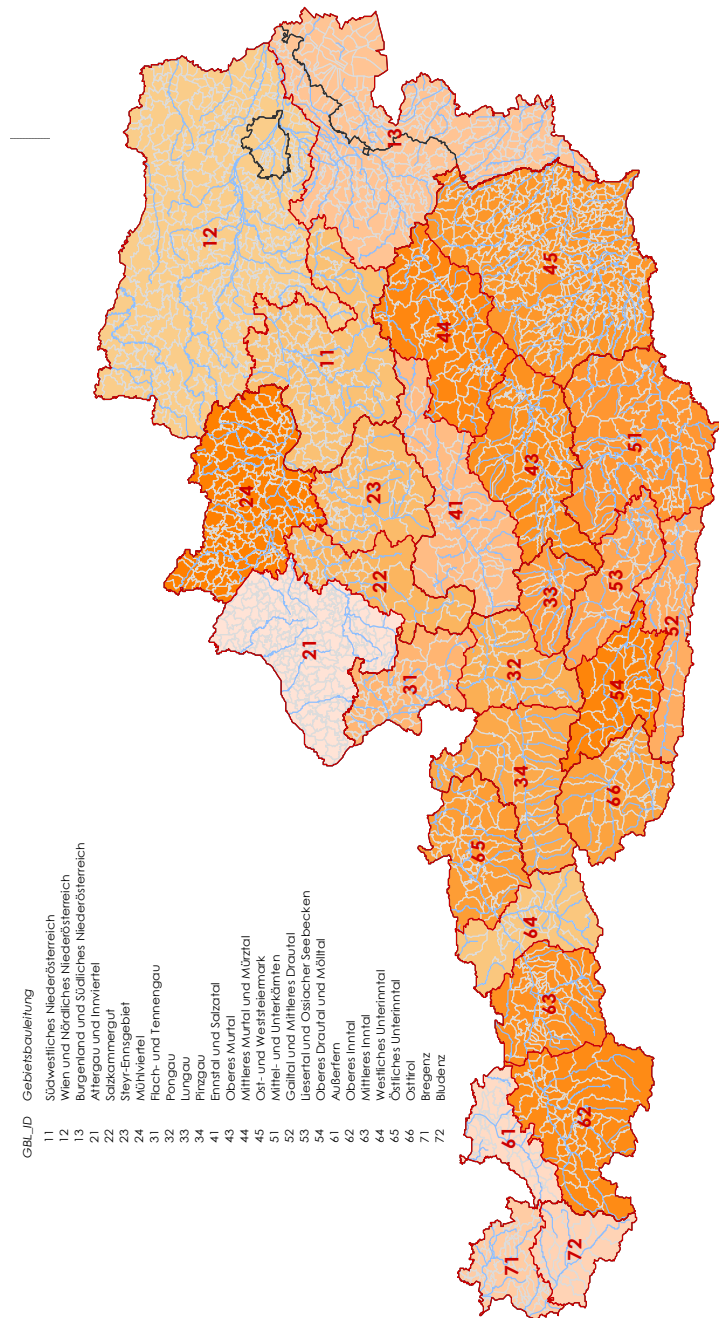 GBL_ID Gebietsbauleitung
11 Südwestliches Niederösterreich
12 Wien und Nördliches Niederösterreich
13 Burgenland und Südliches Niederösterreich
21 Attergau und Innviertel
22 Salzkammergut
23 Steyr-Ennsgebiet
24 Mühlviertel
31 Flach- und Tennengau
32 Pongau
33 Lungau
34 Pinzgau
41 Ennstal und Salzatal
43 Oberes Murtal
44 Mittleres Murtal und Mürztal
45 Ost- und Weststeiermark
51 Mittel- und Unterkärnten
52 Gailtal und Mittleres Drautal
53 Liesertal und Ossiacher Seebecken
54 Oberes Drautal und Mölltal
61 Außerfern
62 Oberes Inntal
63 Mittleres Inntal
64 Westliches Unterinntal
65 Östliches Unterinntal
66 Osttirol
71 Bregenz
72 Bludenz
12
24
11
13
21
23
22
44
45
41
31
43
32
33
51
53
34
65
54
52
66
64
63
61
62
71
72